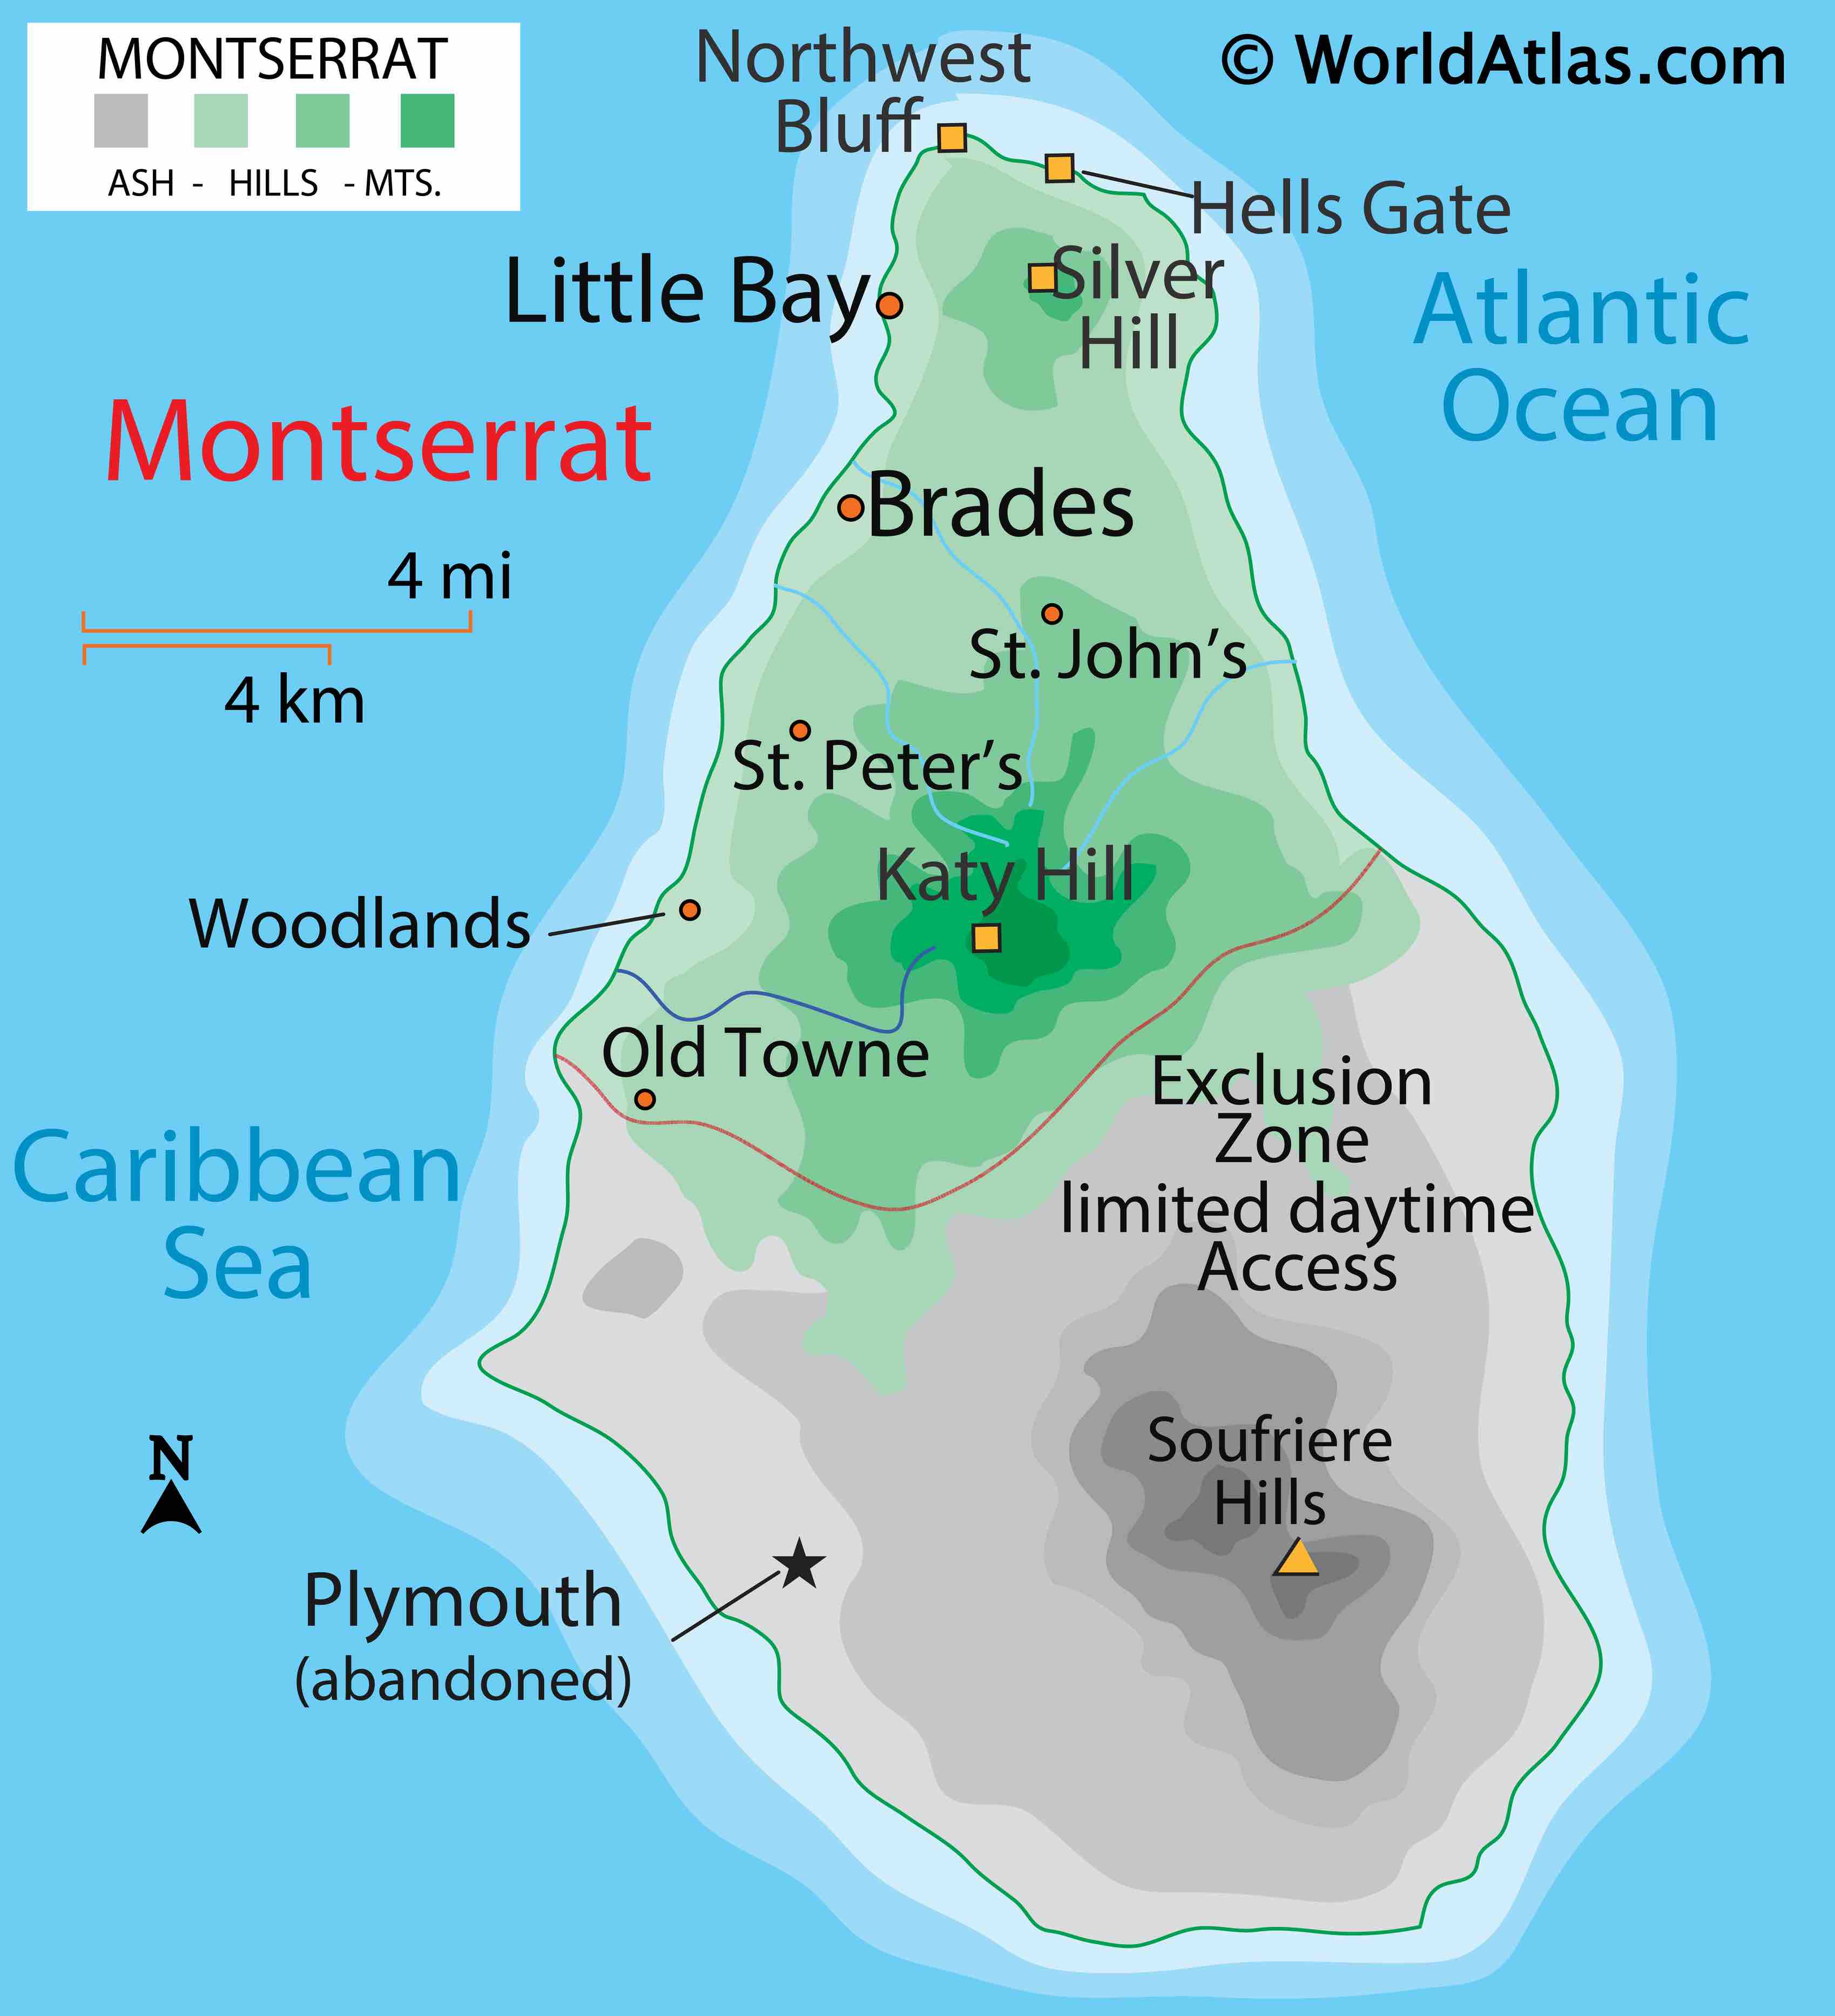 MONTSERRAT
ASH - HILLS - MTS.
© WorldAtlas.com
Northwest
Bluff
Hells Gate
Silver
Hill
Little Bay
Atlantic
Ocean
Montserrat
Brades
4 mi
4 km
St. John’s
St. Peter’s
Katy Hill
Woodlands
Old Towne
Exclusion
Zone
limited daytime
Access
Caribbean
Sea
Soufriere
Hills
N
Plymouth
(abandoned)